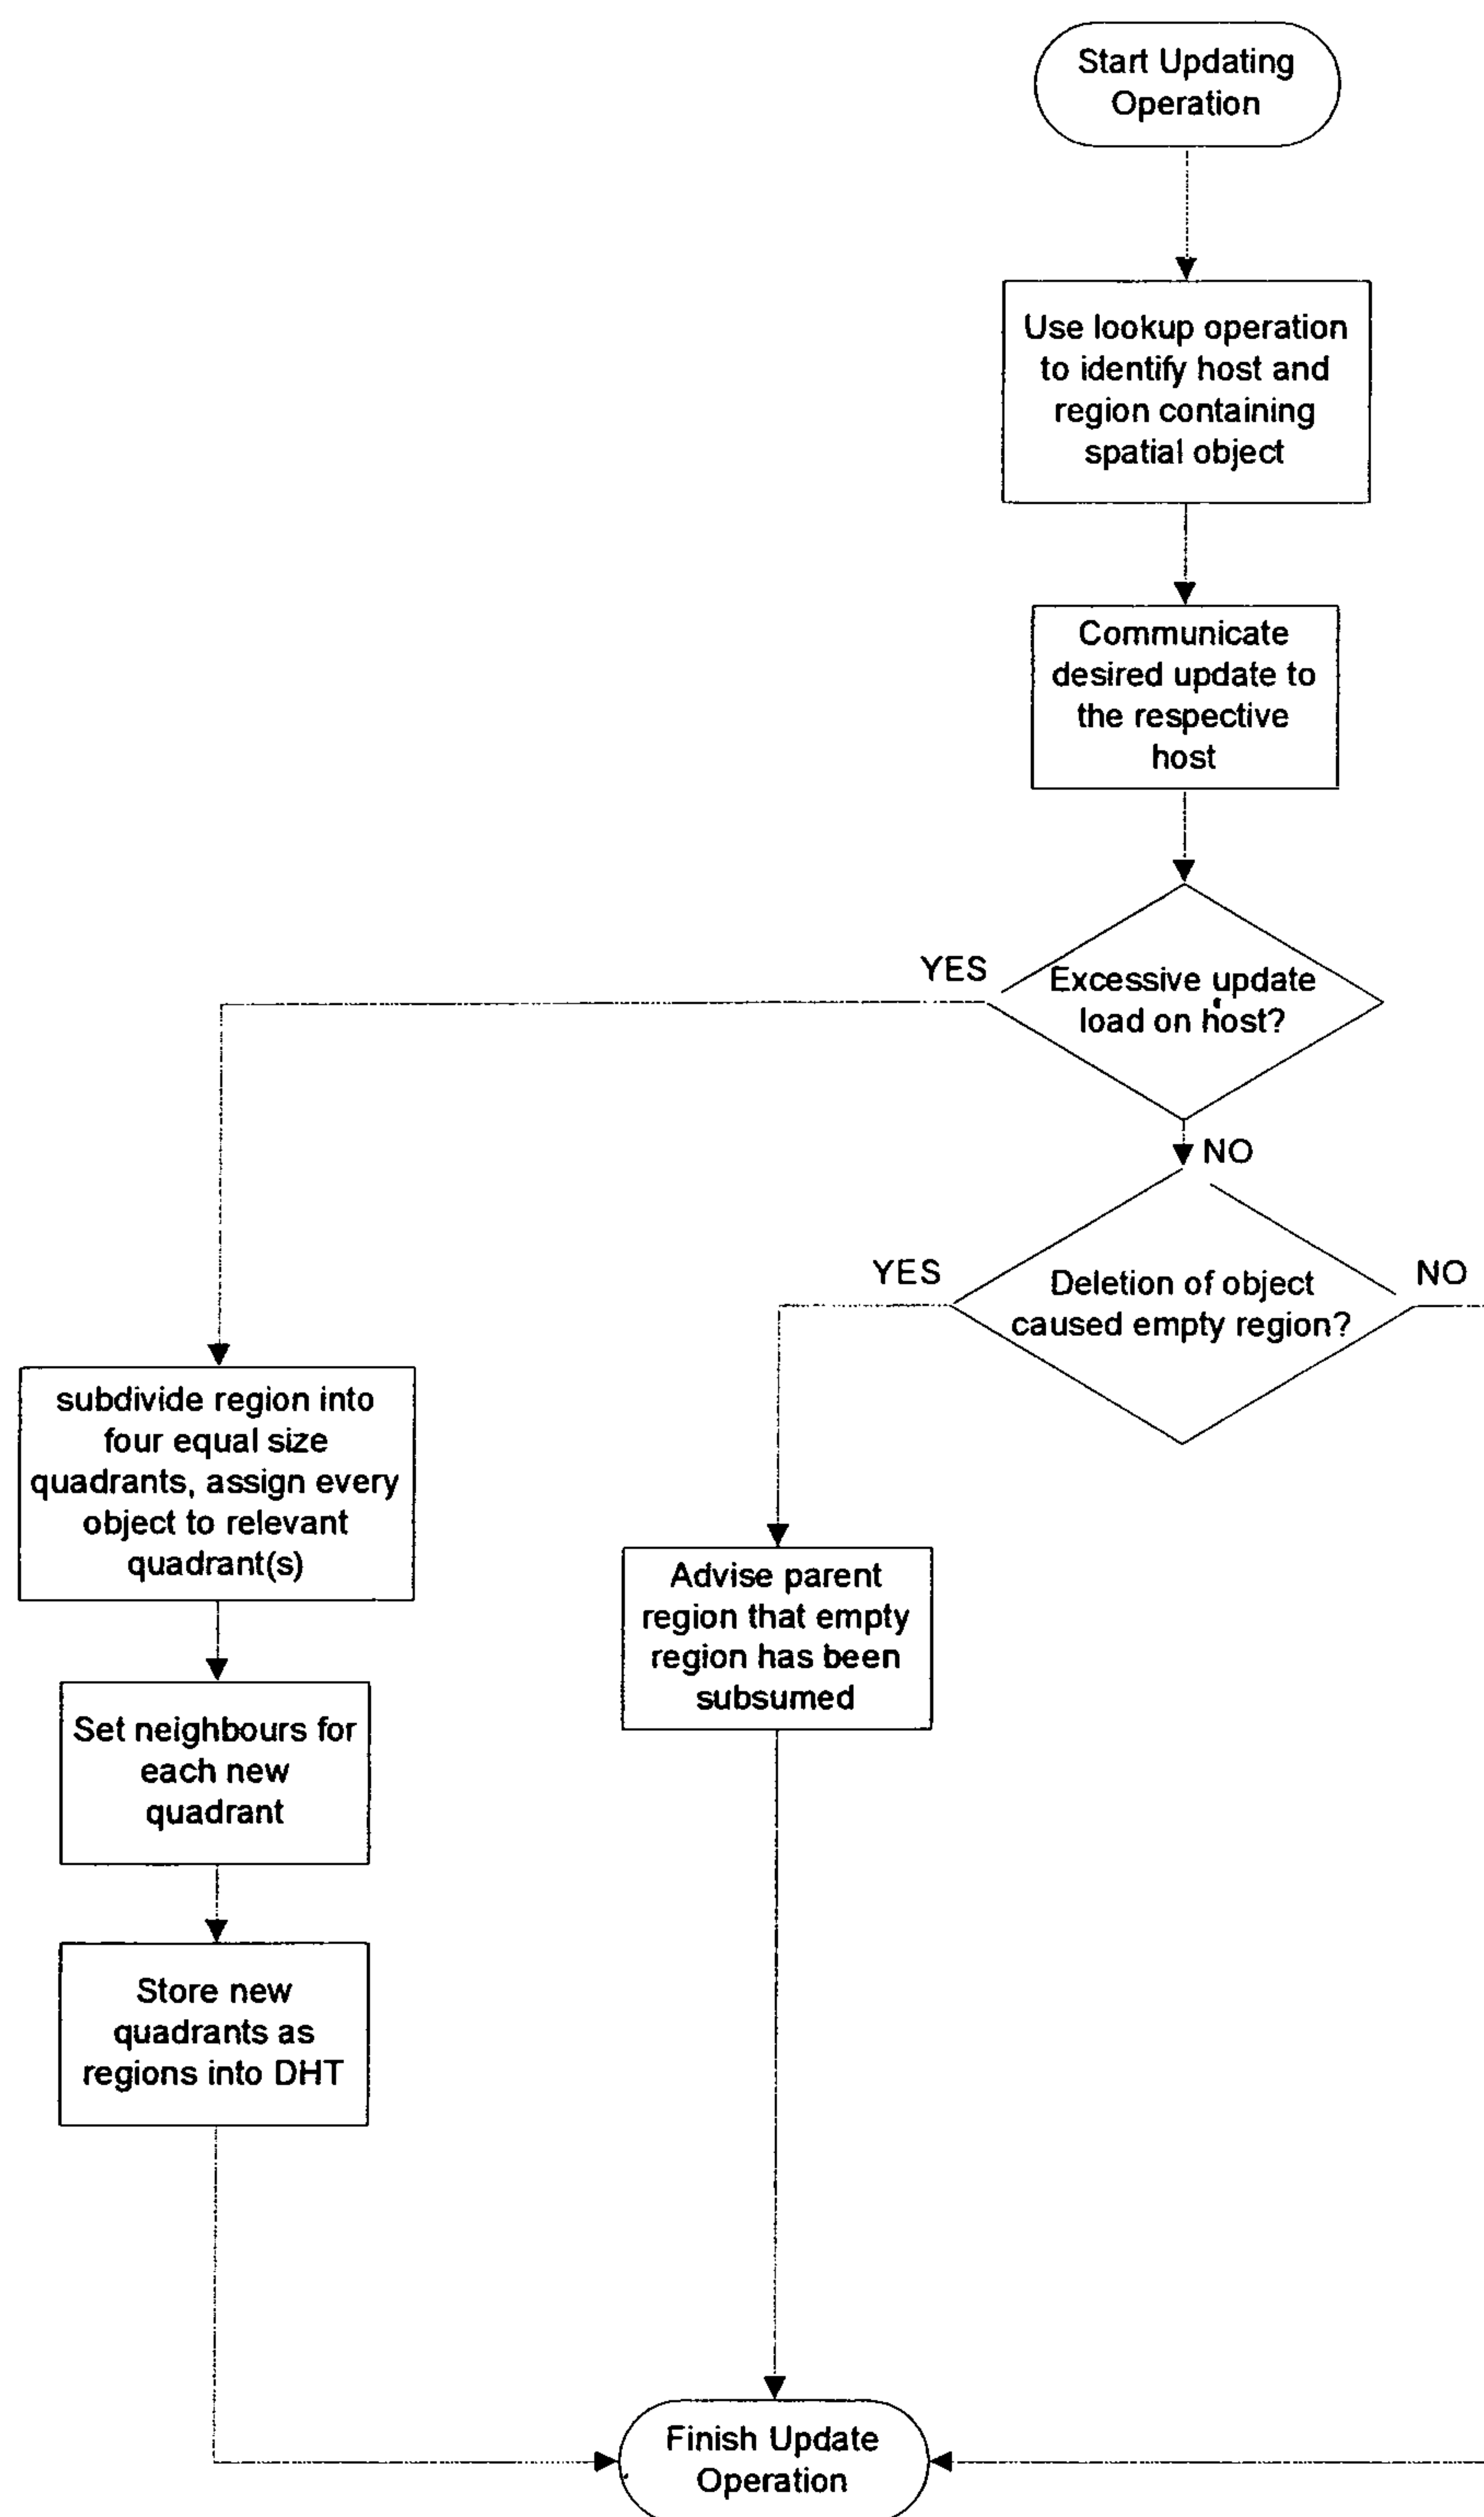 Start Updating
Operation
Use lookup operation
to identify host and
region containing
spatial object
Communicate
desired update to
the respective
host
YES
Excessive update
load on host?
NO
YES
Deletion of object
caused empty region?
NO
subdivide region into
four equal size
quadrants, assign every
object to relevant
quadrant(s)
Advise parent
region that empty
region has been
subsumed
Set neighbours for
each new
quadrant
Store new
quadrants as
regions into DHT
Finish Update
Operation